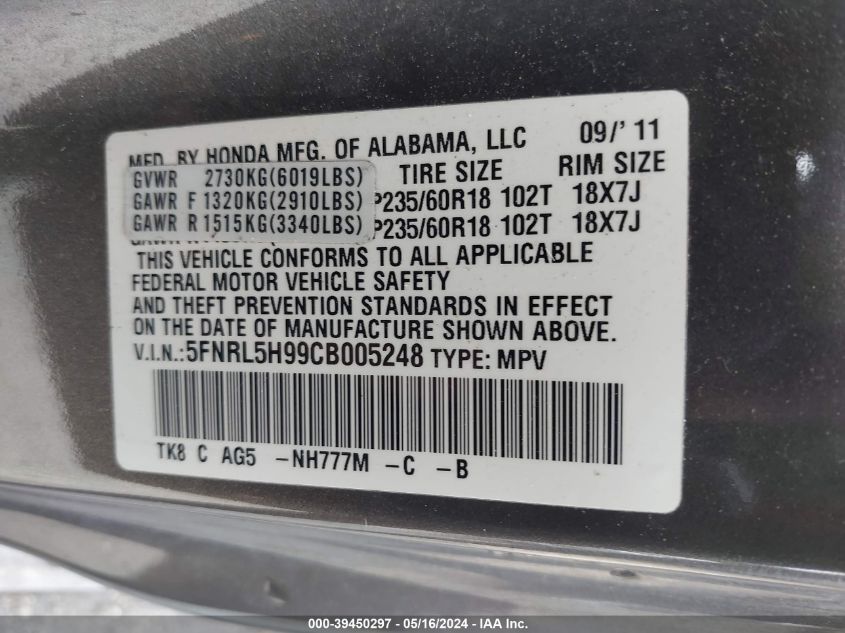 MFD. BY HONDA MFG. OF ALABAMA, LLC 09/' 11
GVWR 2730KG(6019LBS) TIRE SIZE RIM SIZE
GAWR F 1320KG(2910LBS) P235/60R18 102T 18X7J
GAWR R 1515KG(3340LBS) P235/60R18 102T 18X7J
THIS VEHICLE CONFORMS TO ALL APPLICABLE
FEDERAL MOTOR VEHICLE SAFETY
AND THEFT PREVENTION STANDARDS IN EFFECT
ON THE DATE OF MANUFACTURE SHOWN ABOVE.
V.I.N.:5FNRL5H99CB005248 TYPE: MPV
TK8 C AG5 -NH777M -C -B
000-39450297 - 05/16/2024 - IAA Inc.